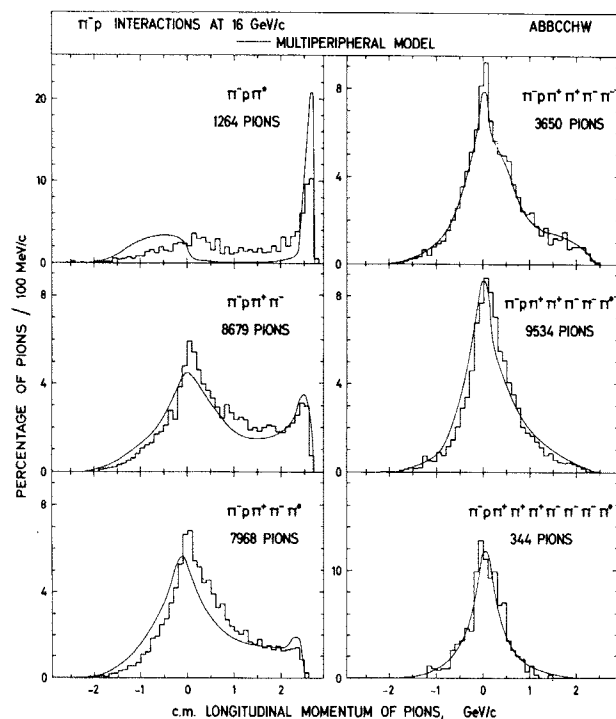 π⁻p INTERACTIONS AT 16 GeV/c
ABBCCHW
MULTIPERIPHERAL MODEL
PERCENTAGE OF PIONS / 100 MeV/c
20
10
0
π⁻pπ°
1264 PIONS
8
4
0
π⁻pπ⁺π⁺π⁻π⁻
3650 PIONS
8
4
0
π⁻pπ⁺π⁻
8679 PIONS
8
4
0
π⁻pπ⁺π⁺π⁻π⁻π°
9534 PIONS
8
4
0
π⁻pπ⁺π⁻π°
7968 PIONS
10
0
π⁻pπ⁺π⁺π⁺π⁻π⁻π⁻π°
344 PIONS
-2 -1 0 1 2
-2 -1 0 1 2
c.m. LONGITUDINAL MOMENTUM OF PIONS, GeV/c